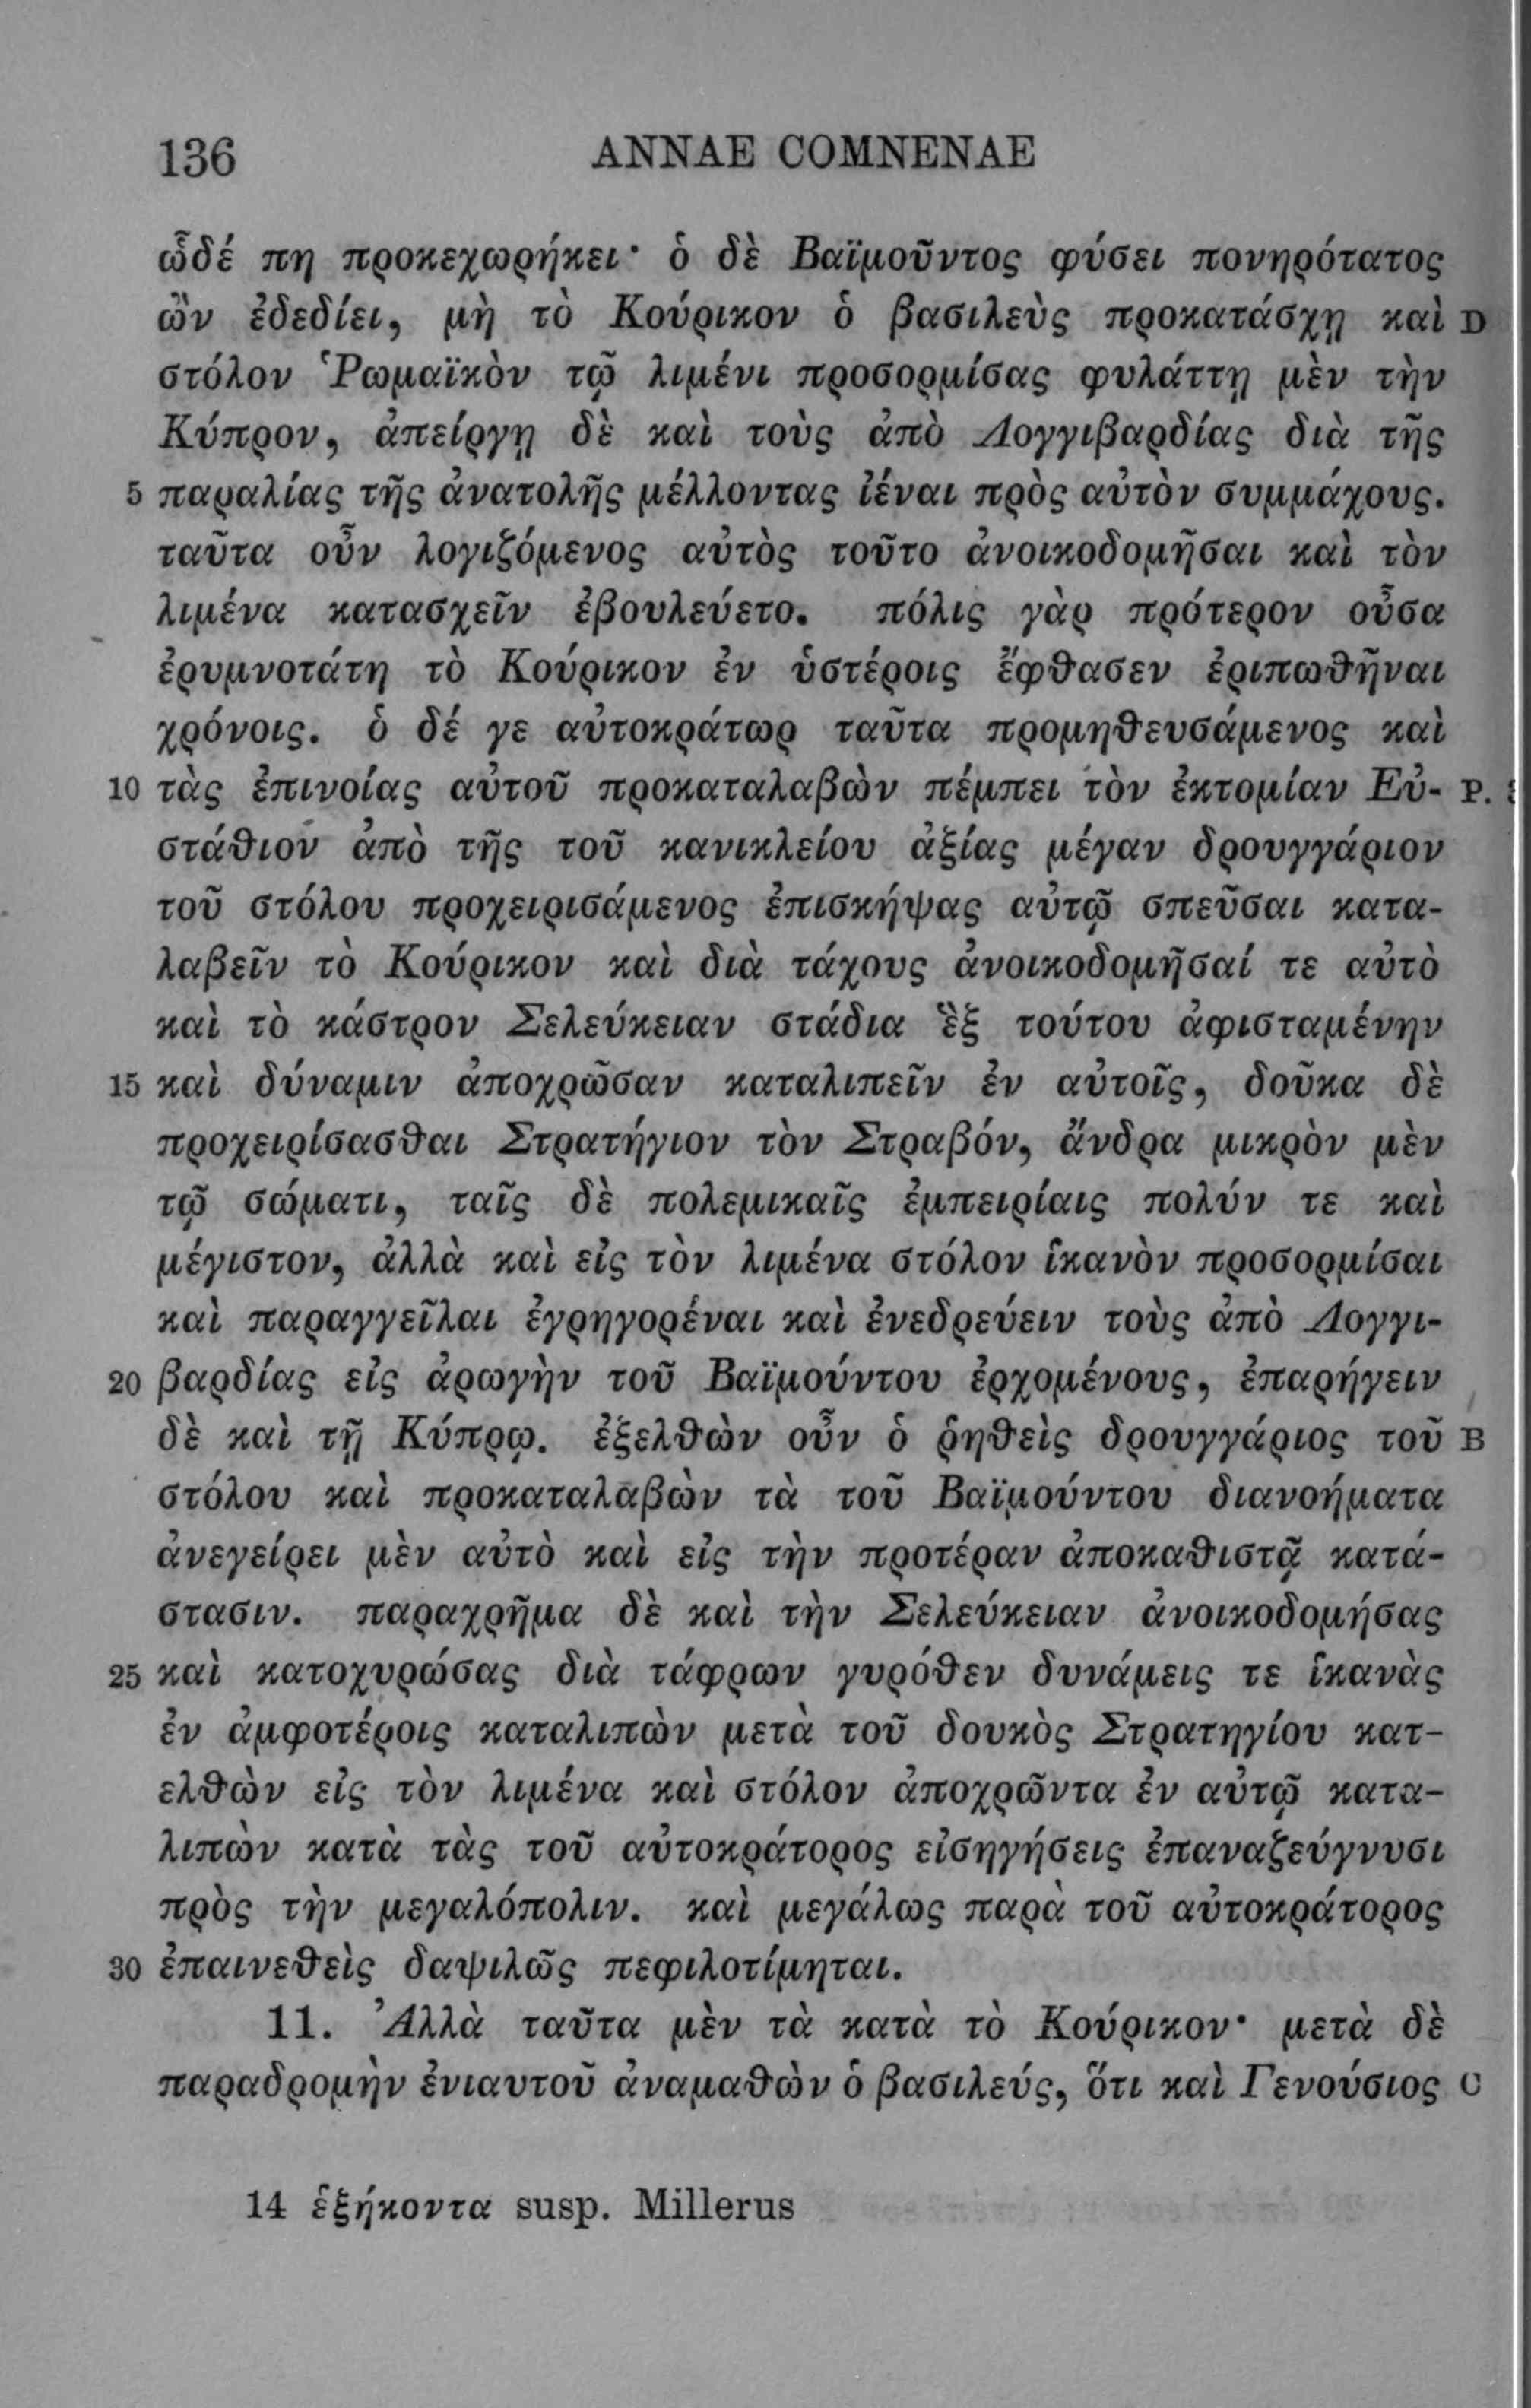 136 ANNAE COMNENAE
ὧδέ πη προκεχωρήκει· ὁ δὲ Βαϊμοῦντος φύσει πονηρότατος
ὢν ἐδεδίει, μὴ τὸ Κούρικον ὁ βασιλεὺς προκατάσχῃ καὶ D
στόλον Ῥωμαϊκὸν τῷ λιμένι προσορμίσας φυλάττῃ μὲν τὴν
Κύπρον, ἀπείργῃ δὲ καὶ τοὺς ἀπὸ Λογγιβαρδίας διὰ τῆς
5 παραλίας τῆς ἀνατολῆς μέλλοντας ἰέναι πρὸς αὐτὸν συμμάχους.
ταῦτα οὖν λογιζόμενος αὐτὸς τοῦτο ἀνοικοδομῆσαι καὶ τὸν
λιμένα κατασχεῖν ἐβουλεύετο. πόλις γὰρ πρότερον οὖσα
ἐρυμνοτάτη τὸ Κούρικον ἐν ὑστέροις ἔφθασεν ἐριπωθῆναι
χρόνοις. ὁ δέ γε αὐτοκράτωρ ταῦτα προμηθευσάμενος καὶ
10 τὰς ἐπινοίας αὐτοῦ προκαταλαβὼν πέμπει τὸν ἐκτομίαν Εὐ- P.
στάθιον ἀπὸ τῆς τοῦ κανικλείου ἀξίας μέγαν δρουγγάριον
τοῦ στόλου προχειρισάμενος ἐπισκήψας αὐτῷ σπεῦσαι κατα-
λαβεῖν τὸ Κούρικον καὶ διὰ τάχους ἀνοικοδομῆσαί τε αὐτὸ
καὶ τὸ κάστρον Σελεύκειαν στάδια ἓξ τούτου ἀφισταμένην
15 καὶ δύναμιν ἀποχρῶσαν καταλιπεῖν ἐν αὐτοῖς, δοῦκα δὲ
προχειρίσασθαι Στρατήγιον τὸν Στραβόν, ἄνδρα μικρὸν μὲν
τῷ σώματι, ταῖς δὲ πολεμικαῖς ἐμπειρίαις πολύν τε καὶ
μέγιστον, ἀλλὰ καὶ εἰς τὸν λιμένα στόλον ἱκανὸν προσορμίσαι
καὶ παραγγεῖλαι ἐγρηγορέναι καὶ ἐνεδρεύειν τοὺς ἀπὸ Λογγι-
20 βαρδίας εἰς ἀρωγὴν τοῦ Βαϊμούντου ἐρχομένους, ἐπαρήγειν
δὲ καὶ τῇ Κύπρῳ. ἐξελθὼν οὖν ὁ ῥηθεὶς δρουγγάριος τοῦ B
στόλου καὶ προκαταλαβὼν τὰ τοῦ Βαϊμούντου διανοήματα
ἀνεγείρει μὲν αὐτὸ καὶ εἰς τὴν προτέραν ἀποκαθιστᾷ κατά-
στασιν. παραχρῆμα δὲ καὶ τὴν Σελεύκειαν ἀνοικοδομήσας
25 καὶ κατοχυρώσας διὰ τάφρων γυρόθεν δυνάμεις τε ἱκανὰς
ἐν ἀμφοτέροις καταλιπὼν μετὰ τοῦ δουκὸς Στρατηγίου κατ-
ελθὼν εἰς τὸν λιμένα καὶ στόλον ἀποχρῶντα ἐν αὐτῷ κατα-
λιπὼν κατὰ τὰς τοῦ αὐτοκράτορος εἰσηγήσεις ἐπαναζεύγνυσι
πρὸς τὴν μεγαλόπολιν. καὶ μεγάλως παρὰ τοῦ αὐτοκράτορος
30 ἐπαινεθεὶς δαψιλῶς πεφιλοτίμηται.
11. Ἀλλὰ ταῦτα μὲν τὰ κατὰ τὸ Κούρικον· μετὰ δὲ
παραδρομὴν ἐνιαυτοῦ ἀναμαθὼν ὁ βασιλεύς, ὅτι καὶ Γενούσιος C
14 ἑξήκοντα susp. Millerus